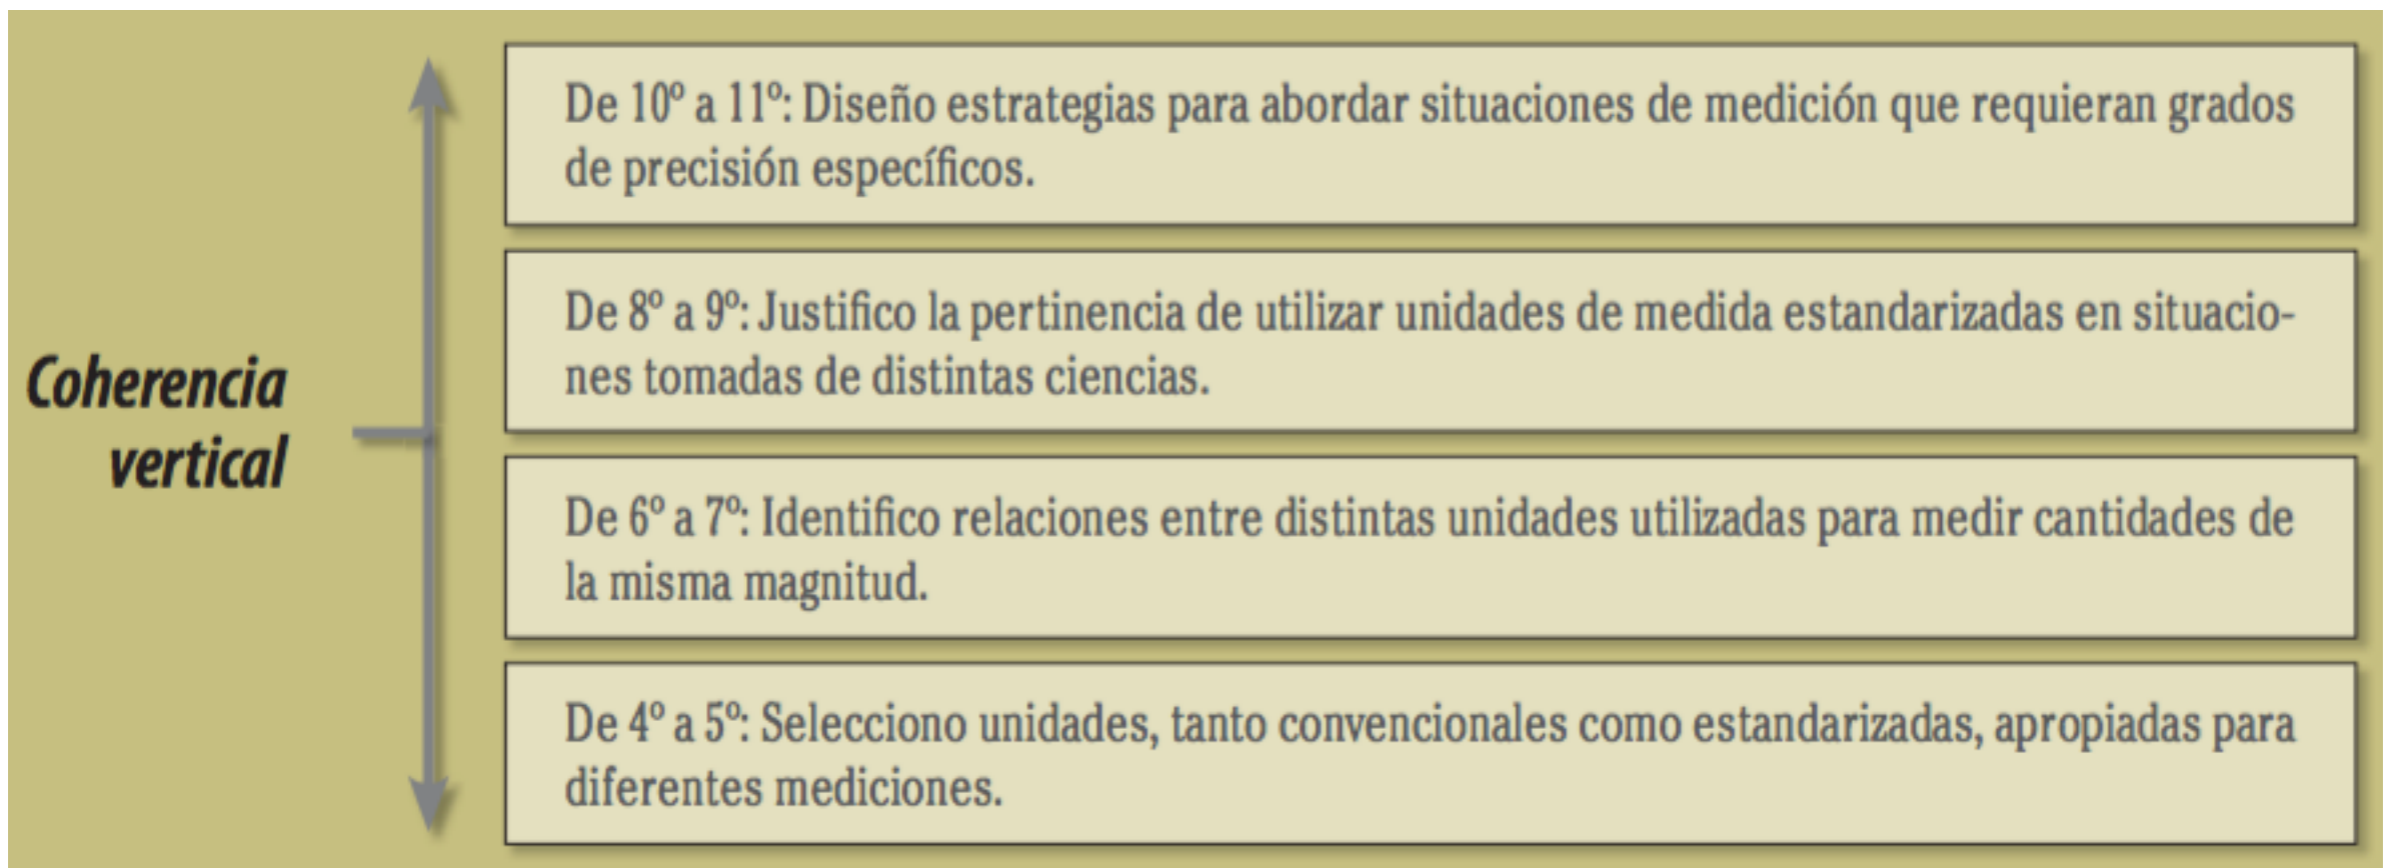 Coherencia
vertical
De 10º a 11º: Diseño estrategias para abordar situaciones de medición que requieran grados
de precisión específicos.
De 8º a 9º: Justifico la pertinencia de utilizar unidades de medida estandarizadas en situacio-
nes tomadas de distintas ciencias.
De 6º a 7º: Identifico relaciones entre distintas unidades utilizadas para medir cantidades de
la misma magnitud.
De 4º a 5º: Selecciono unidades, tanto convencionales como estandarizadas, apropiadas para
diferentes mediciones.